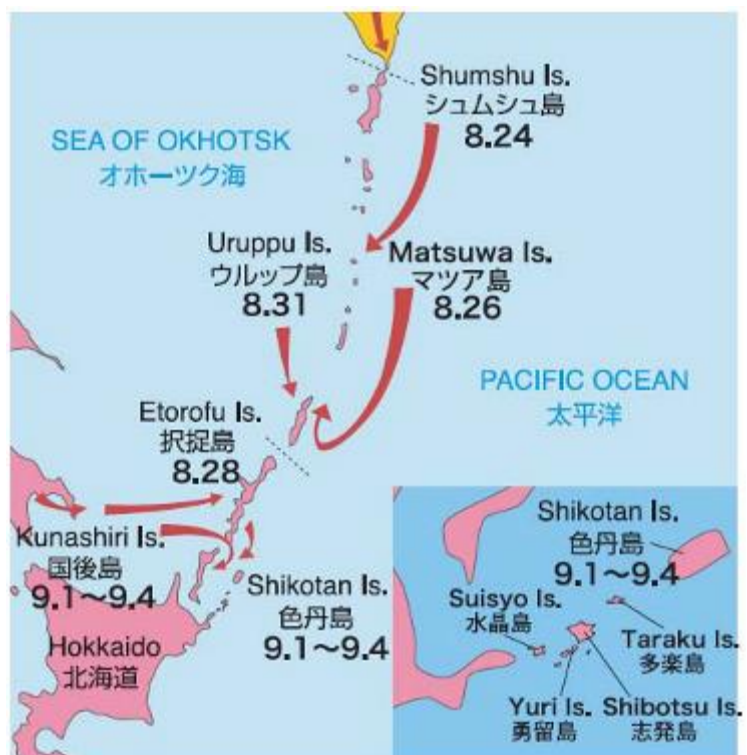 Shumshu Is.
シュムシュ島
8.24
SEA OF OKHOTSK
オホーツク海
Uruppu Is.
ウルップ島
8.31
Matsuwa Is.
マツア島
8.26
PACIFIC OCEAN
太平洋
Etorofu Is.
択捉島
8.28
Kunashiri Is.
国後島
9.1～9.4
Shikotan Is.
色丹島
9.1～9.4
Hokkaido
北海道
Shikotan Is.
色丹島
9.1～9.4
Suisyo Is.
水晶島
Taraku Is.
多楽島
Yuri Is.
勇留島
Shibotsu Is.
志発島